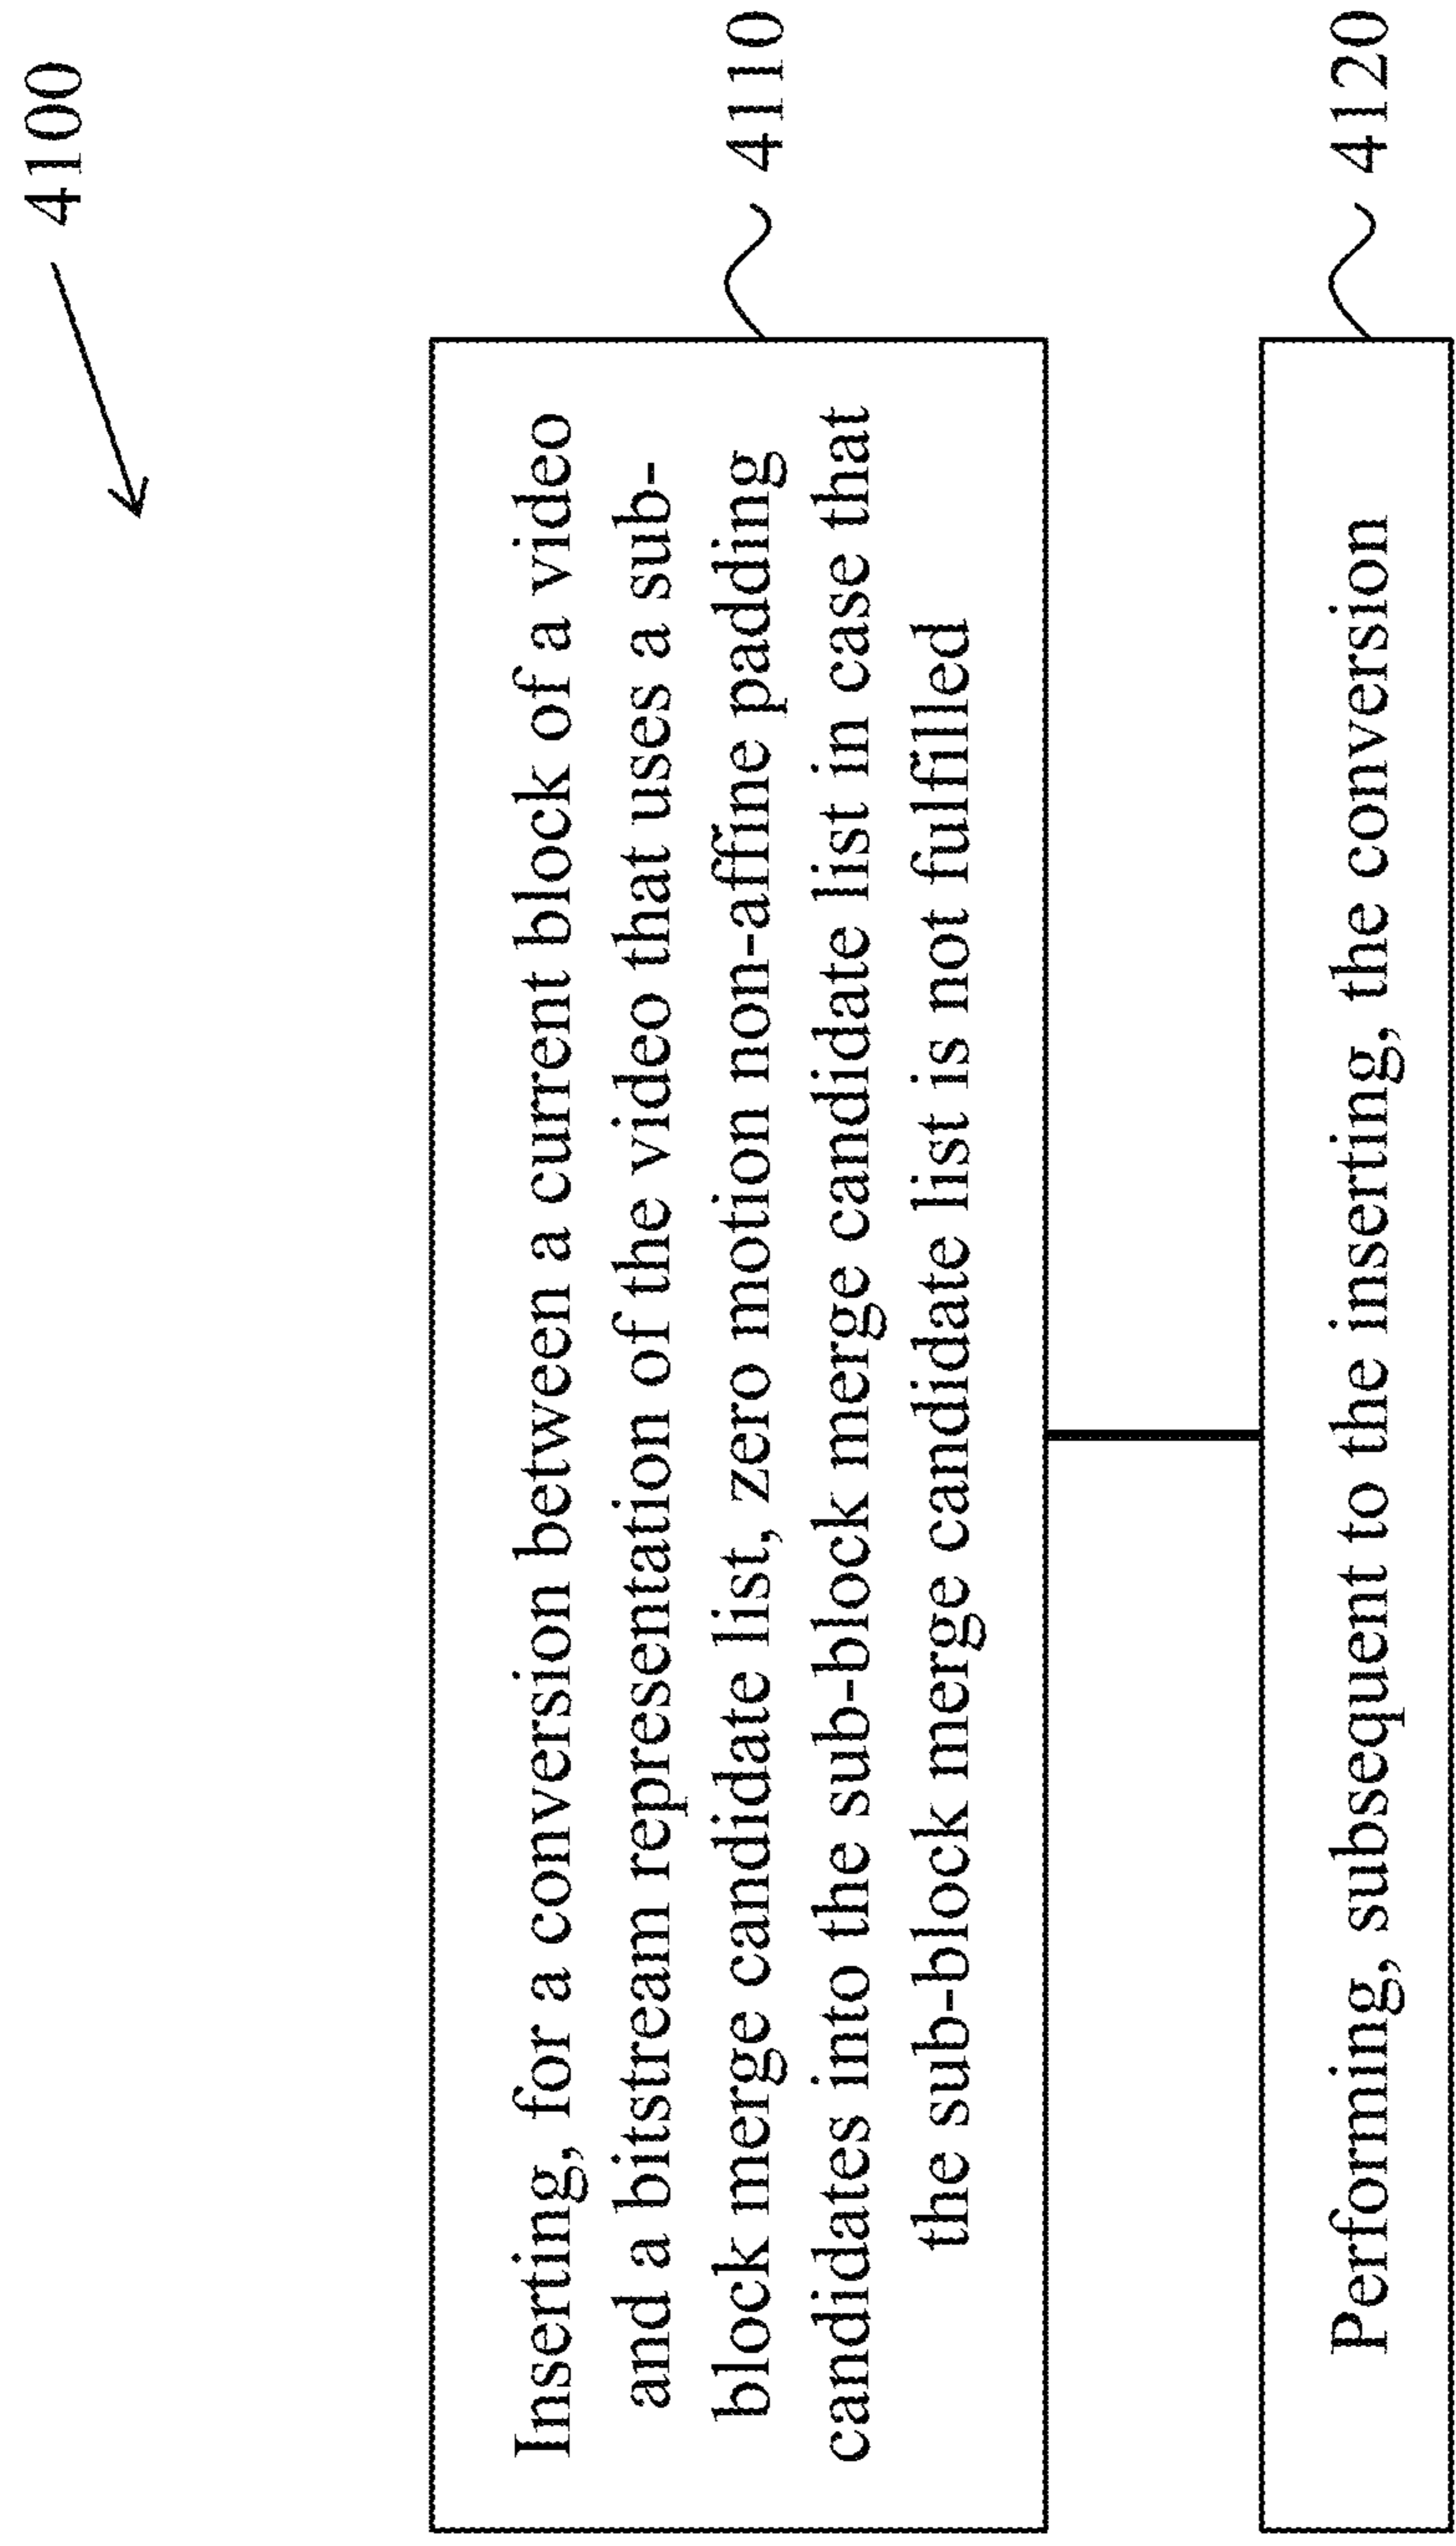 4100
Inserting, for a conversion between a current block of a video
and a bitstream representation of the video that uses a sub-
block merge candidate list, zero motion non-affine padding
candidates into the sub-block merge candidate list in case that
the sub-block merge candidate list is not fulfilled
4110
Performing, subsequent to the inserting, the conversion
4120